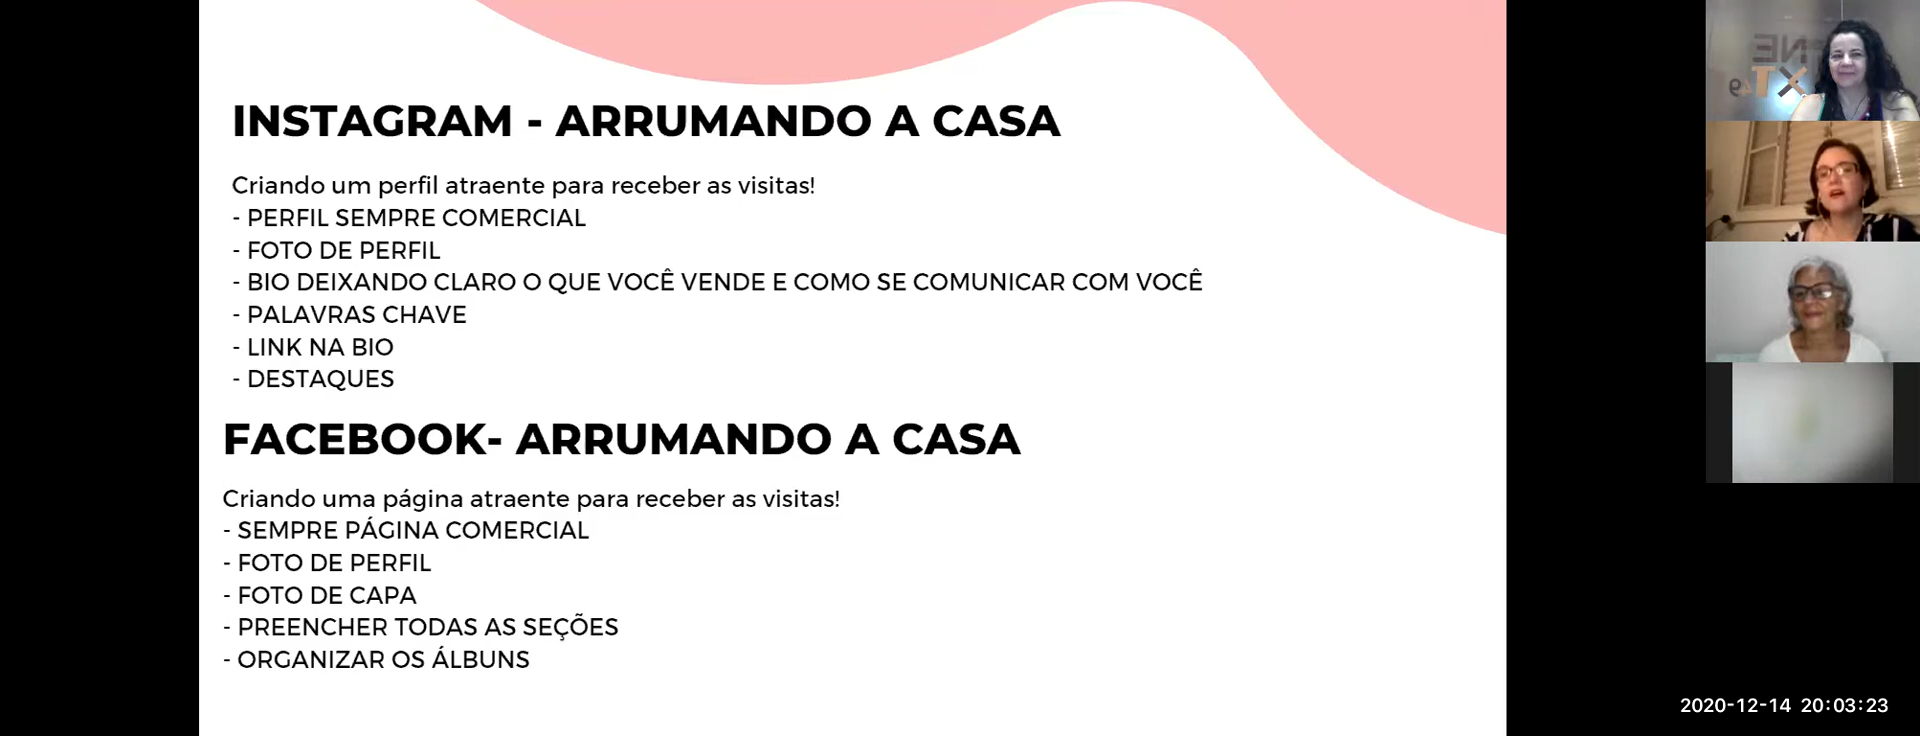 INSTAGRAM - ARRUMANDO A CASA
Criando um perfil atraente para receber as visitas!
- PERFIL SEMPRE COMERCIAL
- FOTO DE PERFIL
- BIO DEIXANDO CLARO O QUE VOCÊ VENDE E COMO SE COMUNICAR COM VOCÊ
- PALAVRAS CHAVE
- LINK NA BIO
- DESTAQUES
FACEBOOK- ARRUMANDO A CASA
Criando uma página atraente para receber as visitas!
- SEMPRE PÁGINA COMERCIAL
- FOTO DE PERFIL
- FOTO DE CAPA
- PREENCHER TODAS AS SEÇÕES
- ORGANIZAR OS ÁLBUNS
2020-12-14 20:03:23